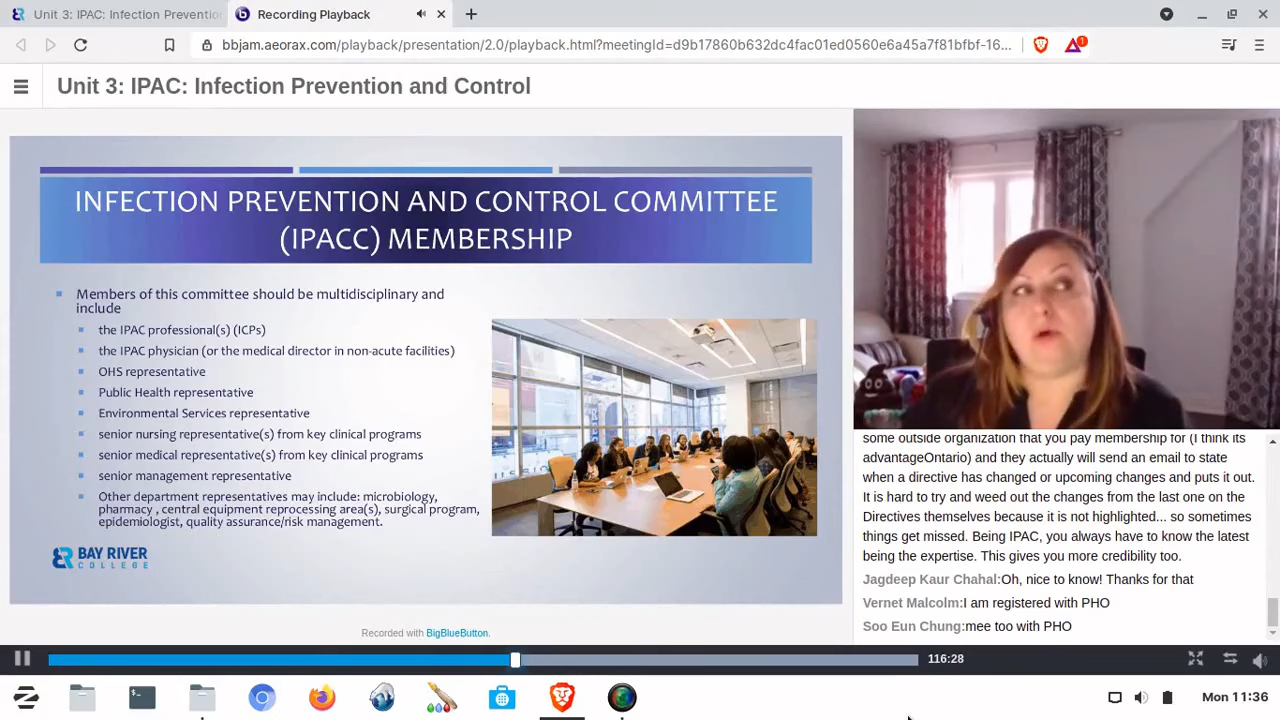 Unit 3: IPAC: Infection Preventio
Recording Playback
bbjam.aeorax.com/playback/presentation/2.0/playback.html?meetingId=d9b17860b632dc4fac01ed0560e6a45a7f81bfbf-16...
1
Unit 3: IPAC: Infection Prevention and Control
INFECTION PREVENTION AND CONTROL COMMITTEE
(IPACC) MEMBERSHIP
Members of this committee should be multidisciplinary and
include
the IPAC professional(s) (ICPs)
the IPAC physician (or the medical director in non-acute facilities)
OHS representative
Public Health representative
Environmental Services representative
senior nursing representative(s) from key clinical programs
senior medical representative(s) from key clinical programs
senior management representative
Other department representatives may include: microbiology,
pharmacy , central equipment reprocessing area(s), surgical program,
epidemiologist, quality assurance/risk management.
BAY RIVER
COLLEGE
Recorded with BigBlueButton.
some outside organization that you pay membership for (I think its
advantageOntario) and they actually will send an email to state
when a directive has changed or upcoming changes and puts it out.
It is hard to try and weed out the changes from the last one on the
Directives themselves because it is not highlighted... so sometimes
things get missed. Being IPAC, you always have to know the latest
being the expertise. This gives you more credibility too.
Jagdeep Kaur Chahal:Oh, nice to know! Thanks for that
Vernet Malcolm:I am registered with PHO
Soo Eun Chung:mee too with PHO
116:28
Mon 11:36